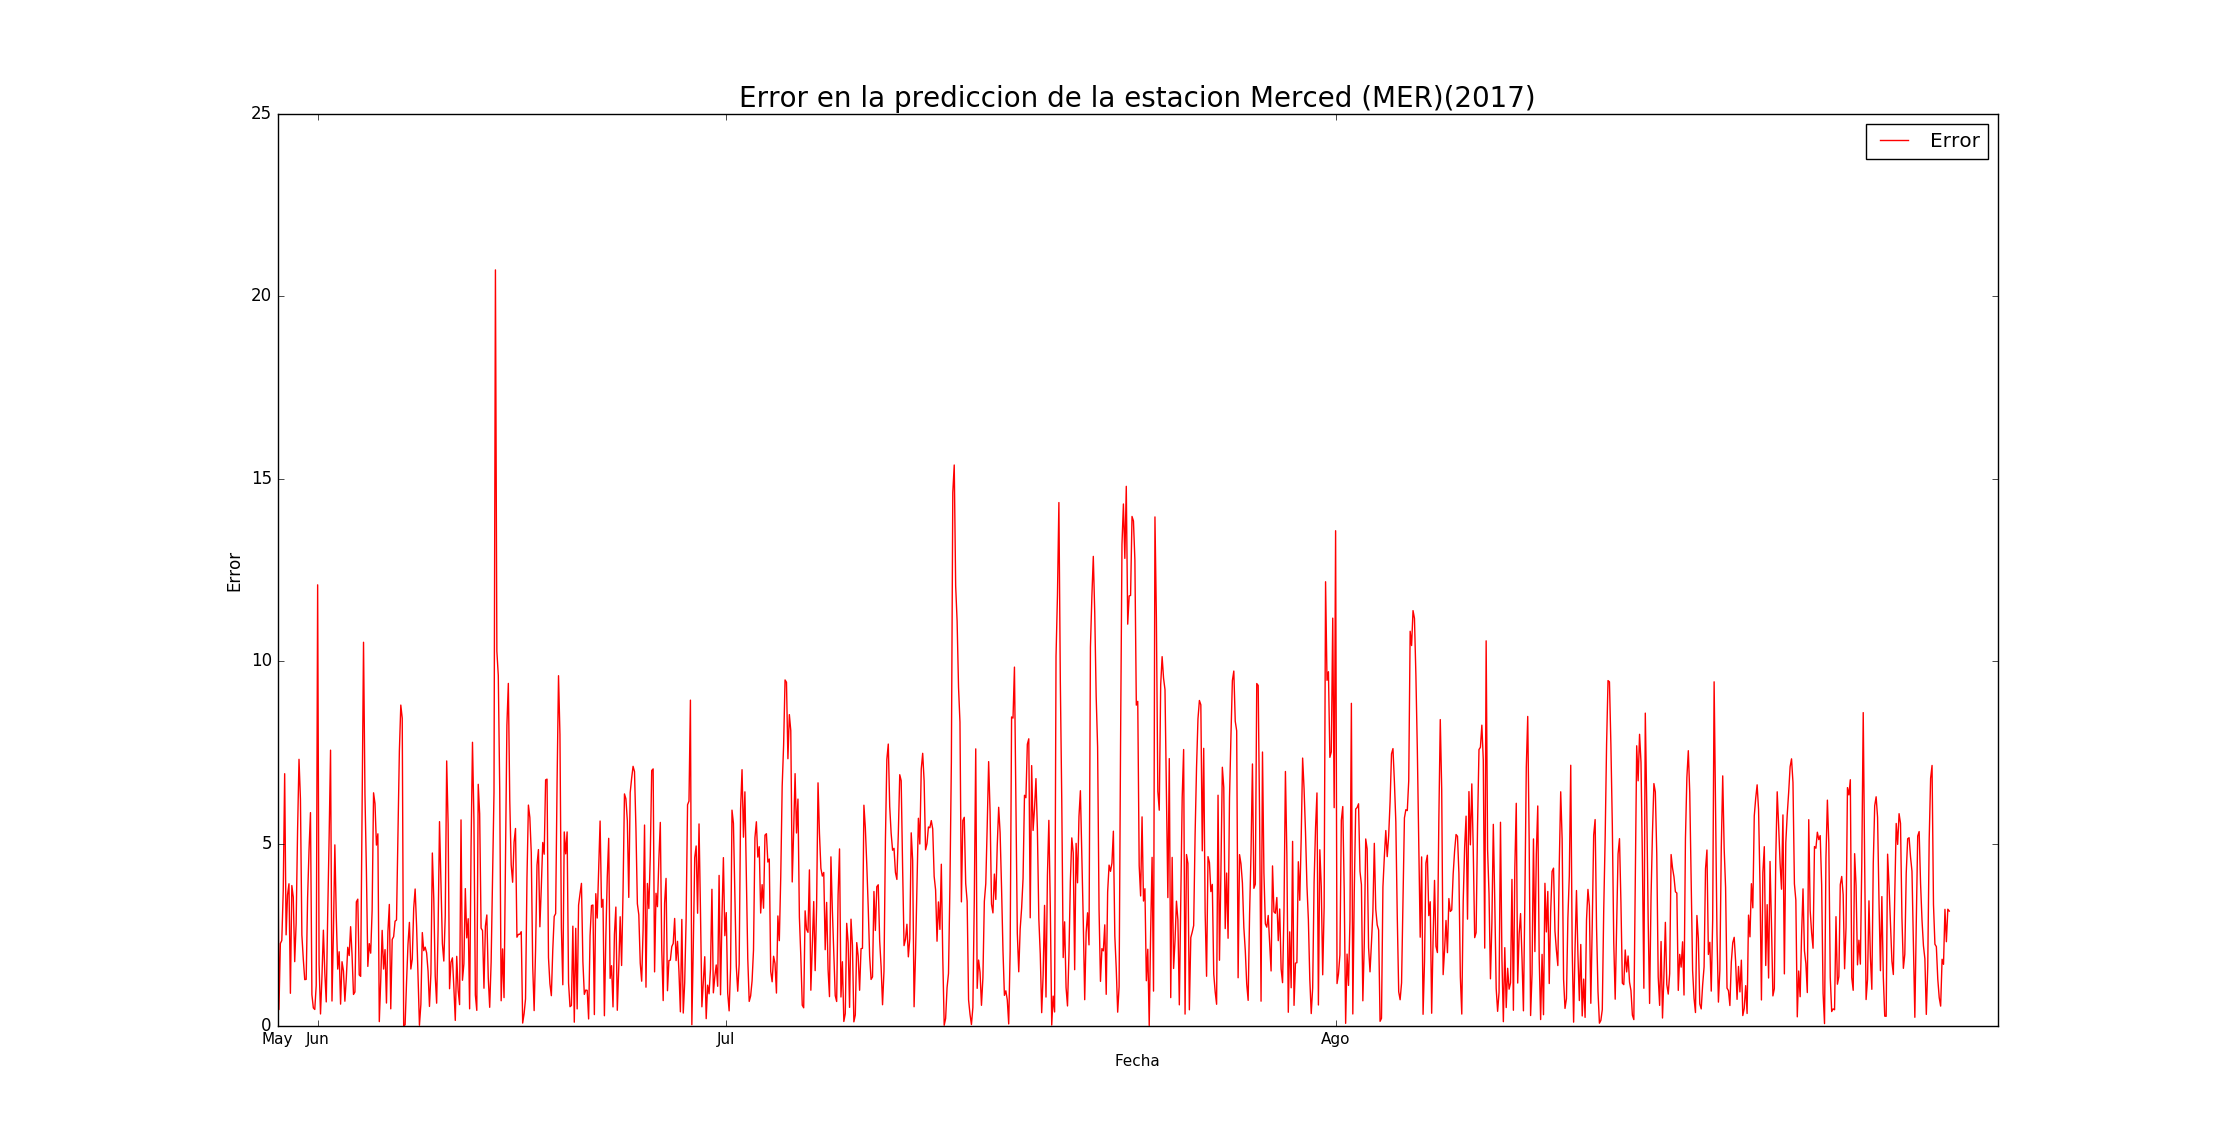 Error en la prediccion de la estacion Merced (MER)(2017)
Error
25
20
15
10
5
0
Error
May Jun Jul Ago
Fecha